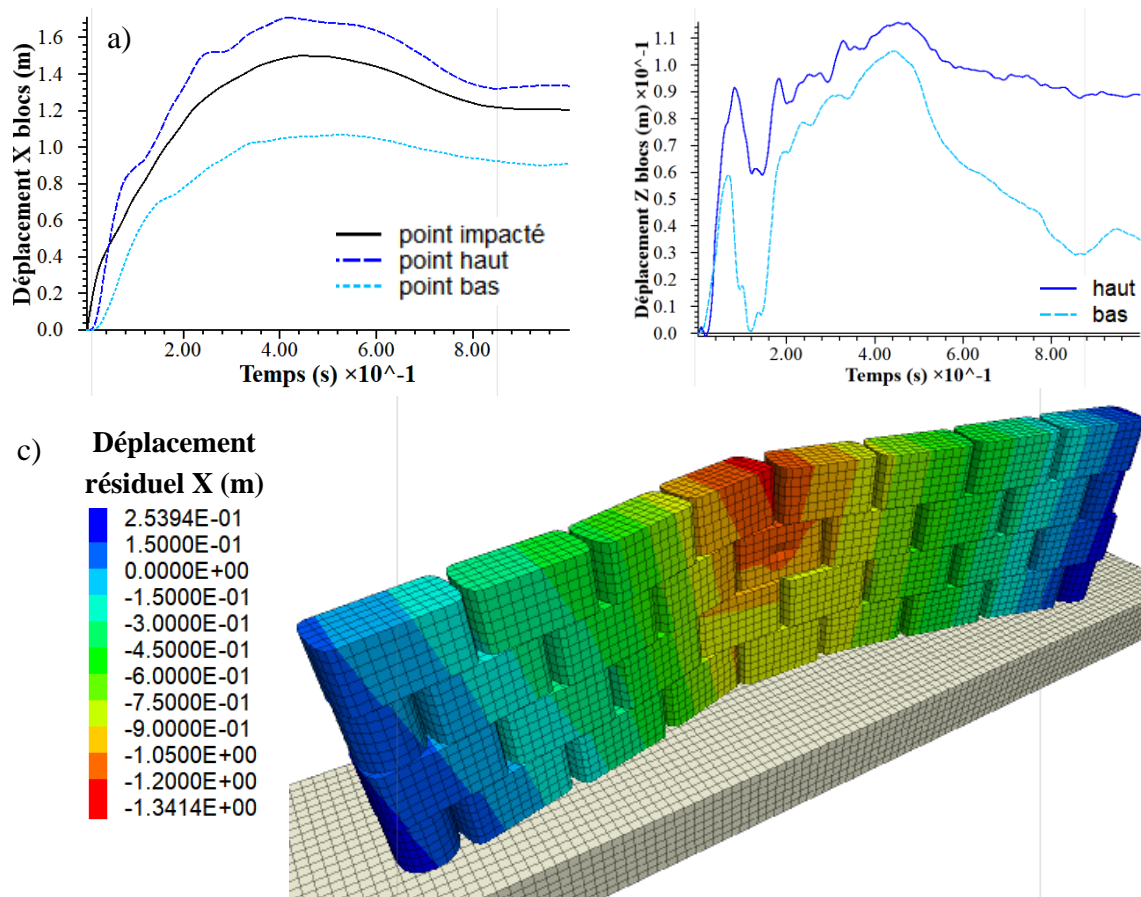 a)
Déplacement X blocs (m)
1.6
1.4
1.2
1.0
0.8
0.6
0.4
0.2
0.0
2.00
4.00
6.00
8.00
Temps (s) ×10^-1
point impacté
point haut
point bas
Déplacement Z blocs (m) ×10^-1
1.1
1.0
0.9
0.8
0.7
0.6
0.5
0.4
0.3
0.2
0.1
0.0
2.00
4.00
6.00
8.00
Temps (s) ×10^-1
haut
bas
c)
Déplacement
résiduel X (m)
2.5394E-01
1.5000E-01
0.0000E+00
-1.5000E-01
-3.0000E-01
-4.5000E-01
-6.0000E-01
-7.5000E-01
-9.0000E-01
-1.0500E+00
-1.2000E+00
-1.3414E+00